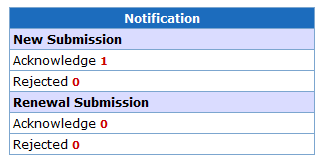 Notification
New Submission
Acknowledge 1
Rejected 0
Renewal Submission
Acknowledge 0
Rejected 0